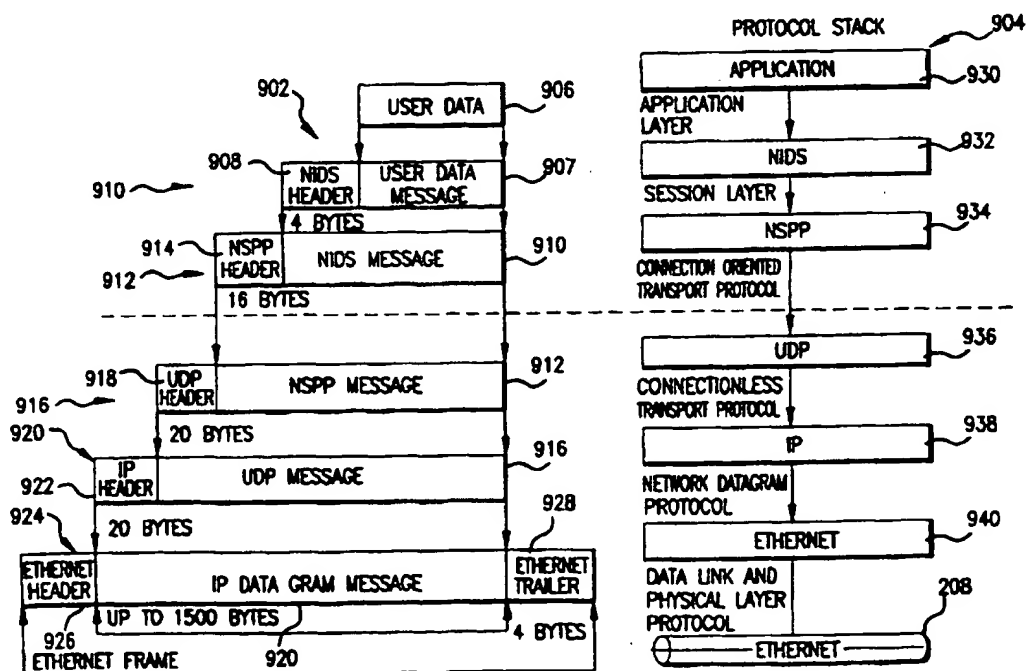 PROTOCOL STACK
904
APPLICATION
930
APPLICATION
LAYER
NIDS
932
SESSION LAYER
NSPP
934
CONNECTION ORIENTED
TRANSPORT PROTOCOL
UDP
936
CONNECTIONLESS
TRANSPORT PROTOCOL
IP
938
NETWORK DATAGRAM
PROTOCOL
ETHERNET
940
DATA LINK AND
PHYSICAL LAYER
PROTOCOL
208
ETHERNET
902
USER DATA
906
908
910
NIDS
HEADER
USER DATA
MESSAGE
907
4 BYTES
914
912
NSPP
HEADER
NIDS MESSAGE
910
16 BYTES
918
916
UDP
HEADER
NSPP MESSAGE
912
20 BYTES
920
922
IP
HEADER
UDP MESSAGE
916
20 BYTES
924
928
ETHERNET
HEADER
IP DATA GRAM MESSAGE
ETHERNET
TRAILER
926
UP TO 1500 BYTES
920
4 BYTES
ETHERNET FRAME